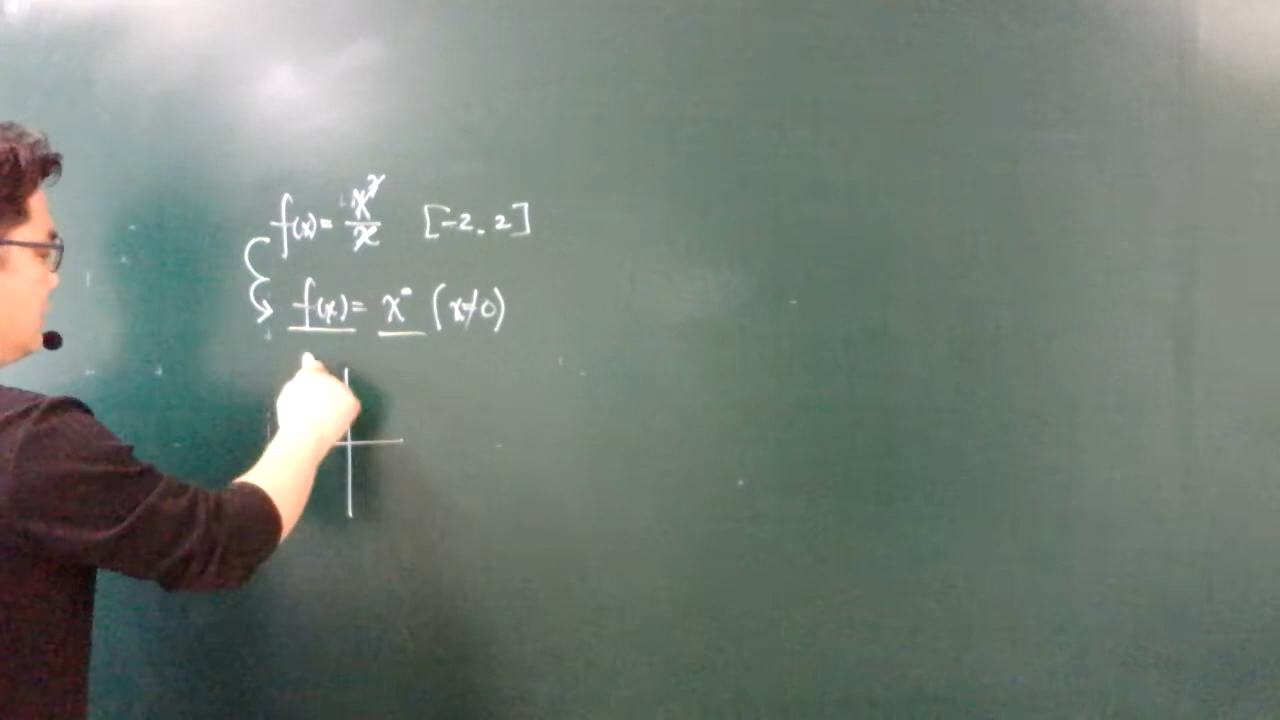 f(x) = x²/x [-2, 2]
f(x) = x (x≠0)